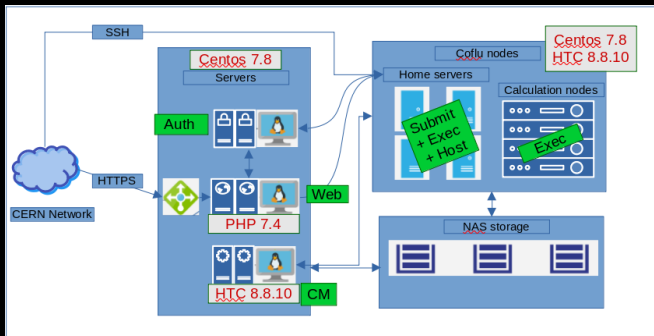 SSH
Centos 7.8
Servers
Auth
HTTPS
CERN Network
Web
PHP 7.4
HTC 8.8.10
CM
Coflu nodes
Centos 7.8
HTC 8.8.10
Home servers
Calculation nodes
Submit
+ Exec
+ Host
Exec
NAS storage